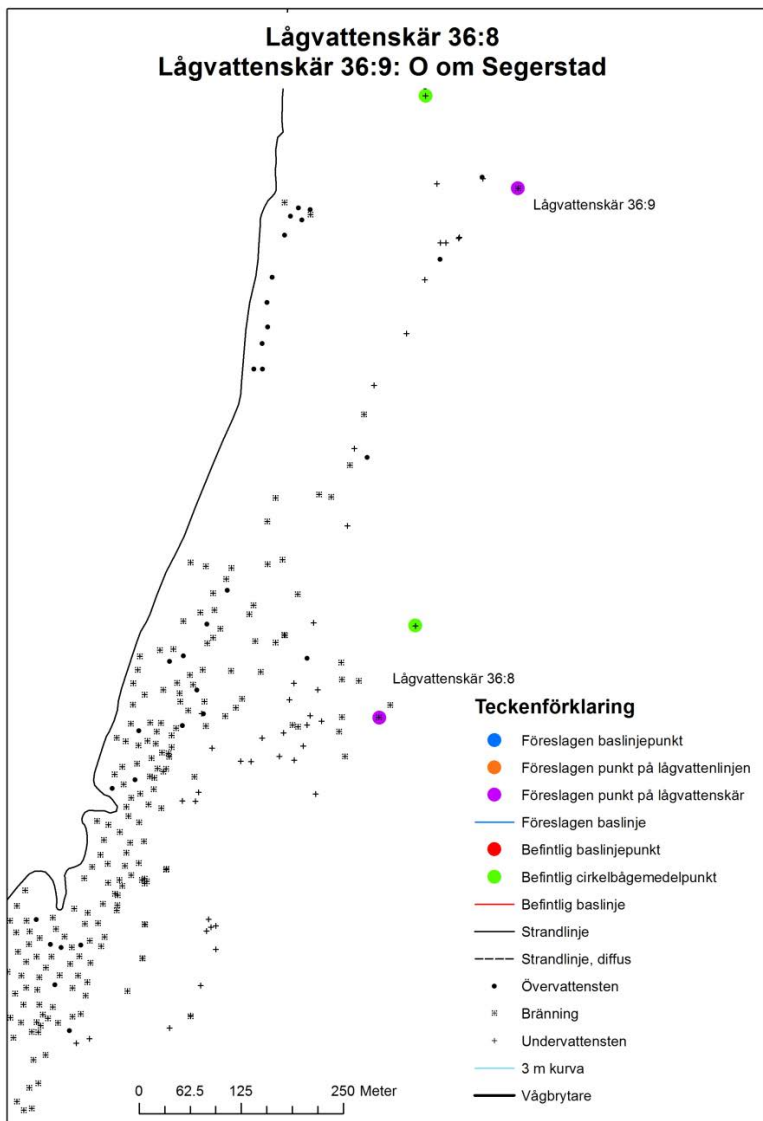 Lågvattenskär 36:8
Lågvattenskär 36:9: O om Segerstad
Lågvattenskär 36:9
Lågvattenskär 36:8
Teckenförklaring
Föreslagen baslinjepunkt
Föreslagen punkt på lågvattenlinjen
Föreslagen punkt på lågvattenskär
Föreslagen baslinje
Befintlig baslinjepunkt
Befintlig cirkelbågemedelpunkt
Befintlig baslinje
Strandlinje
Strandlinje, diffus
Övervattensten
Bränning
Undervattensten
3 m kurva
Vågbrytare
0 62.5 125 250 Meter